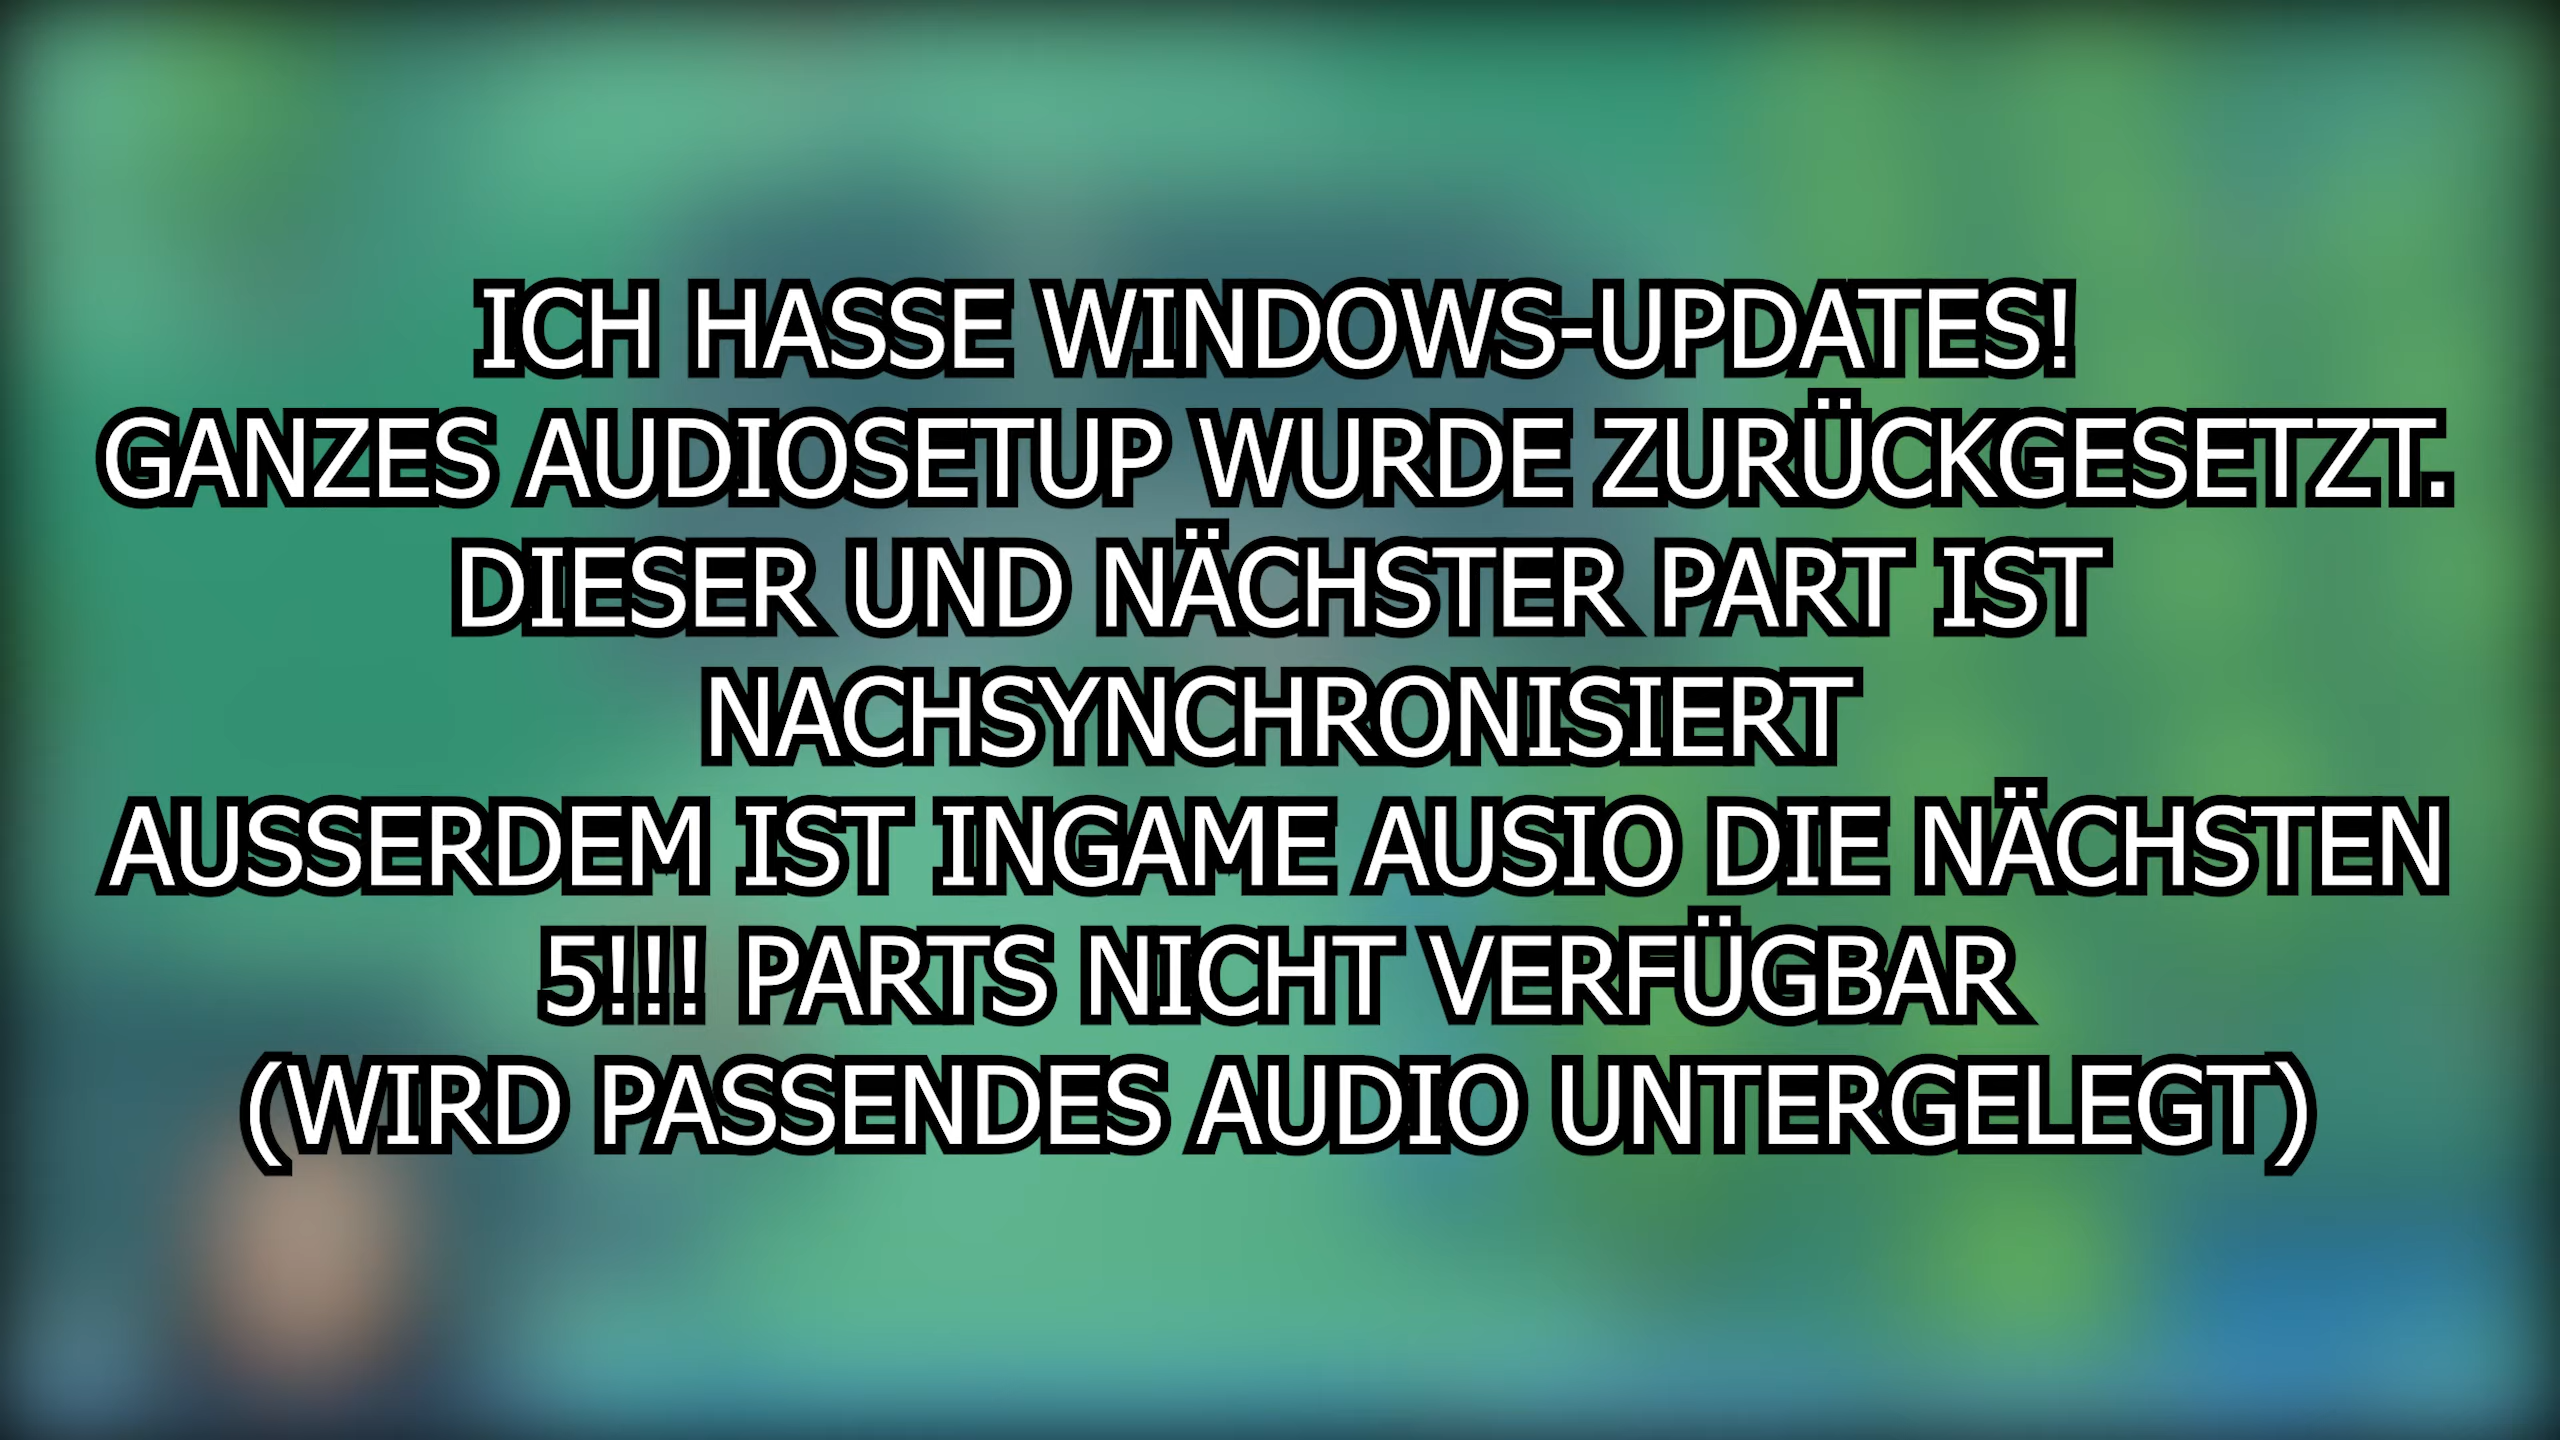 ICH HASSE WINDOWS-UPDATES!
GANZES AUDIOSETUP WURDE ZURÜCKGESETZT.
DIESER UND NÄCHSTER PART IST
NACHSYNCHRONISIERT
AUSSERDEM IST INGAME AUSIO DIE NÄCHSTEN
5!!! PARTS NICHT VERFÜGBAR
(WIRD PASSENDES AUDIO UNTERGELEGT)